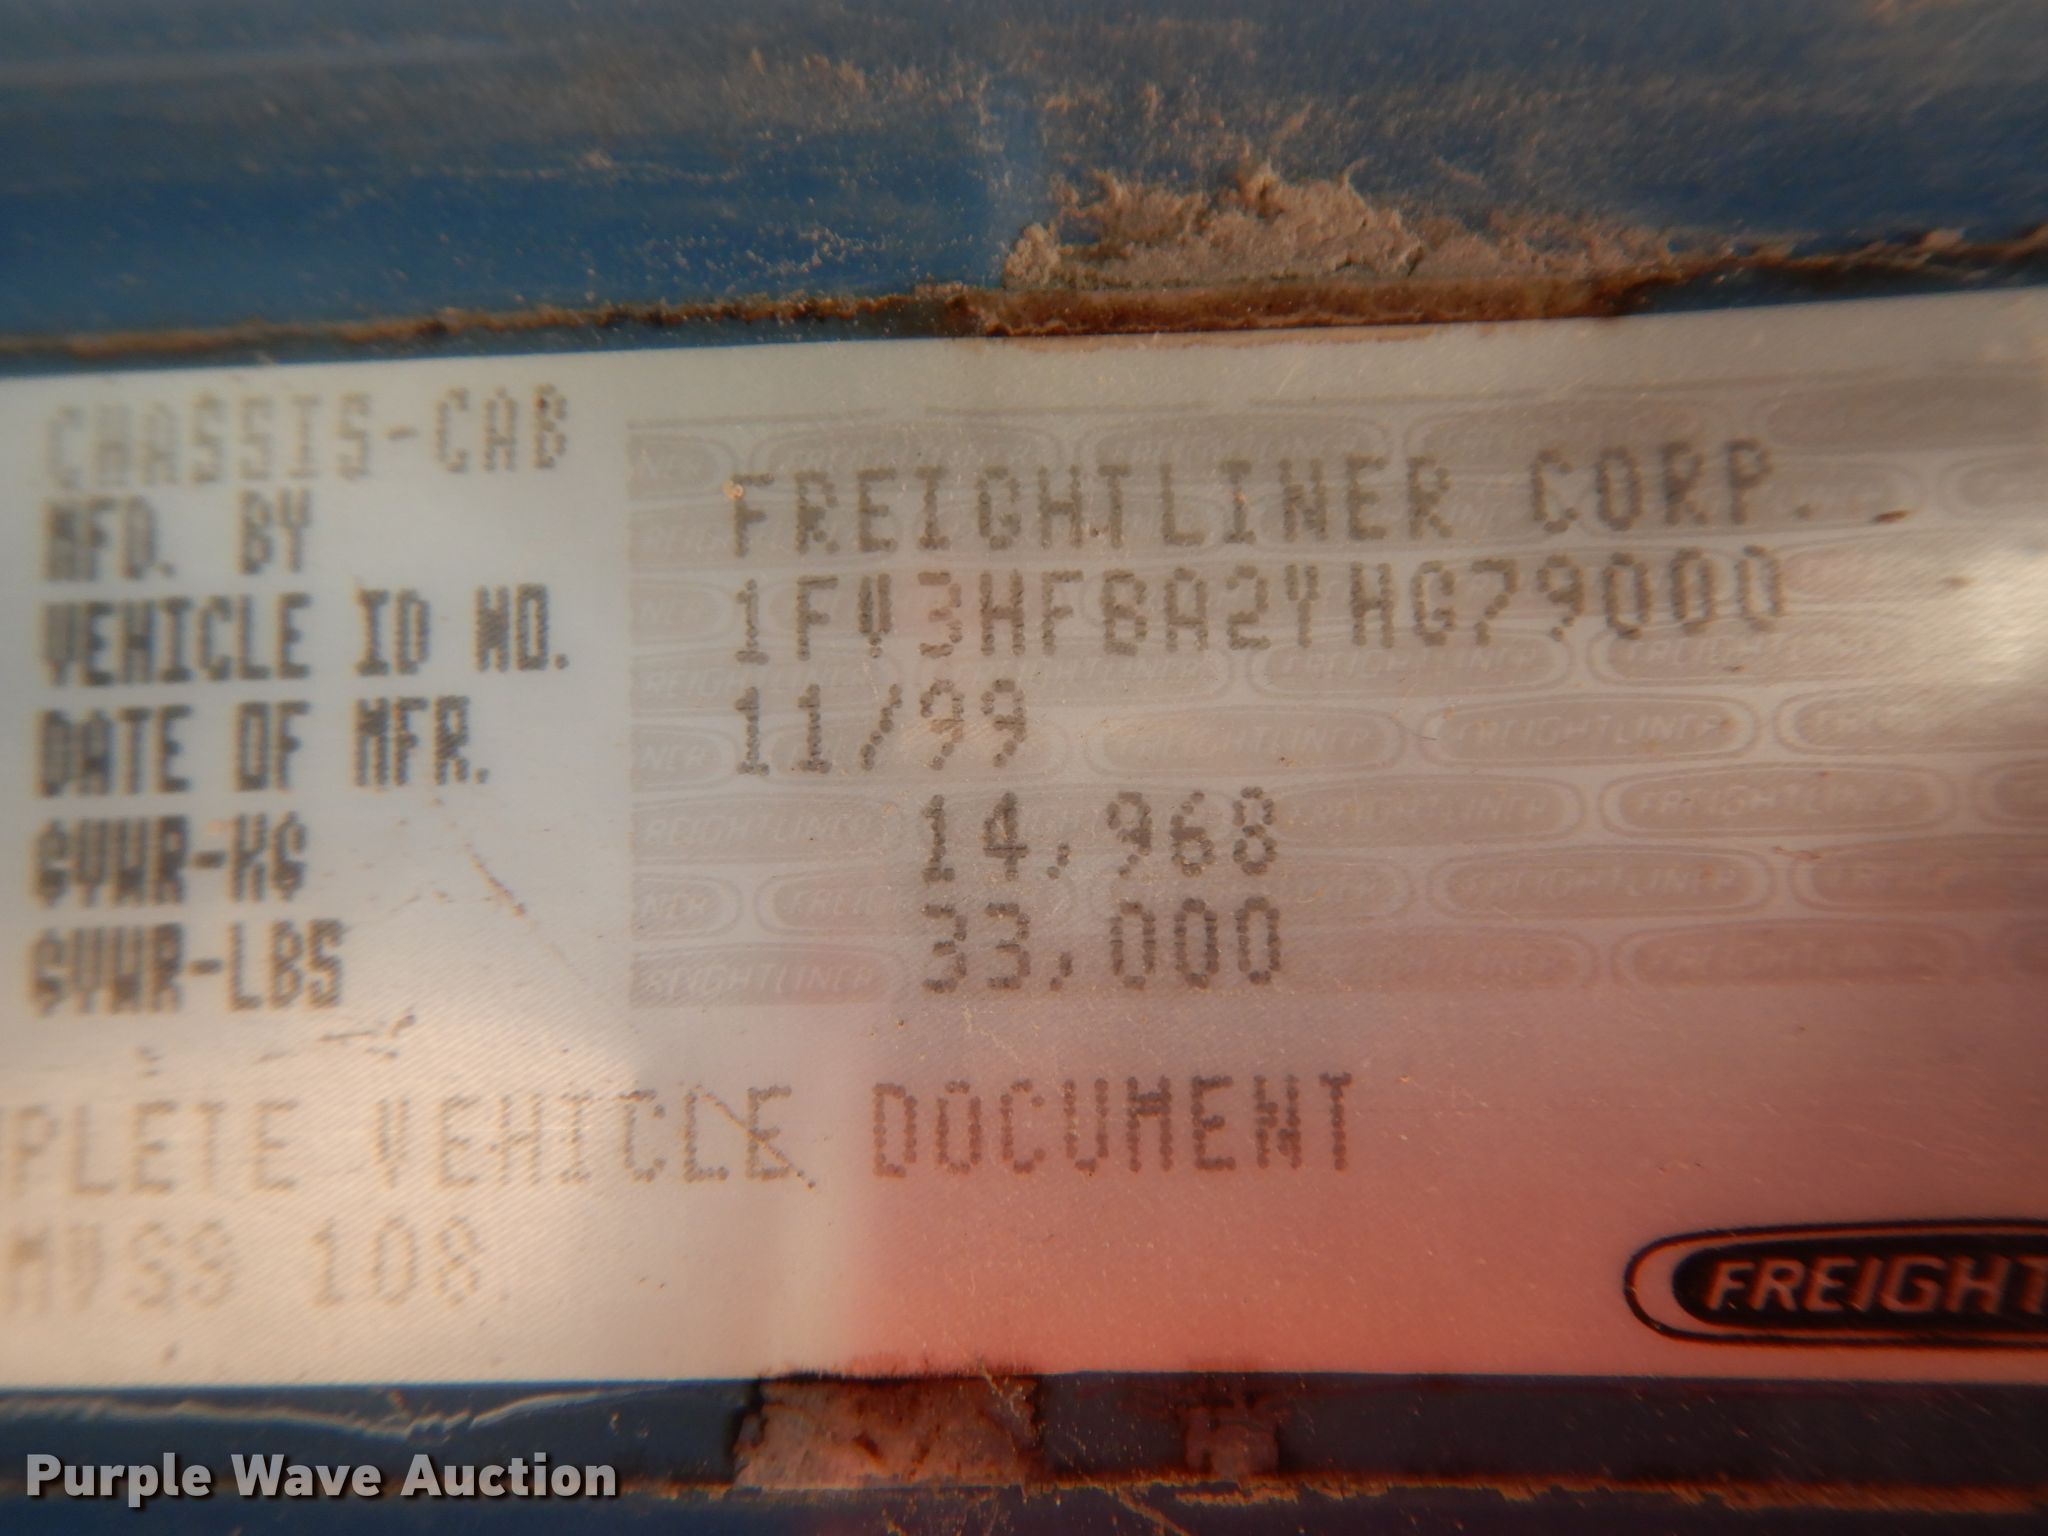 CHASSIS-CAB
MFD. BY FREIGHTLINER CORP.
VEHICLE ID NO. 1FV3HFBA2YHG79000
DATE OF MFR. 11/99
GVWR-KG 14,968
GVWR-LBS 33,000
PLETE VEHICLE DOCUMENT
MVSS 108
FREIGHT
Purple Wave Auction